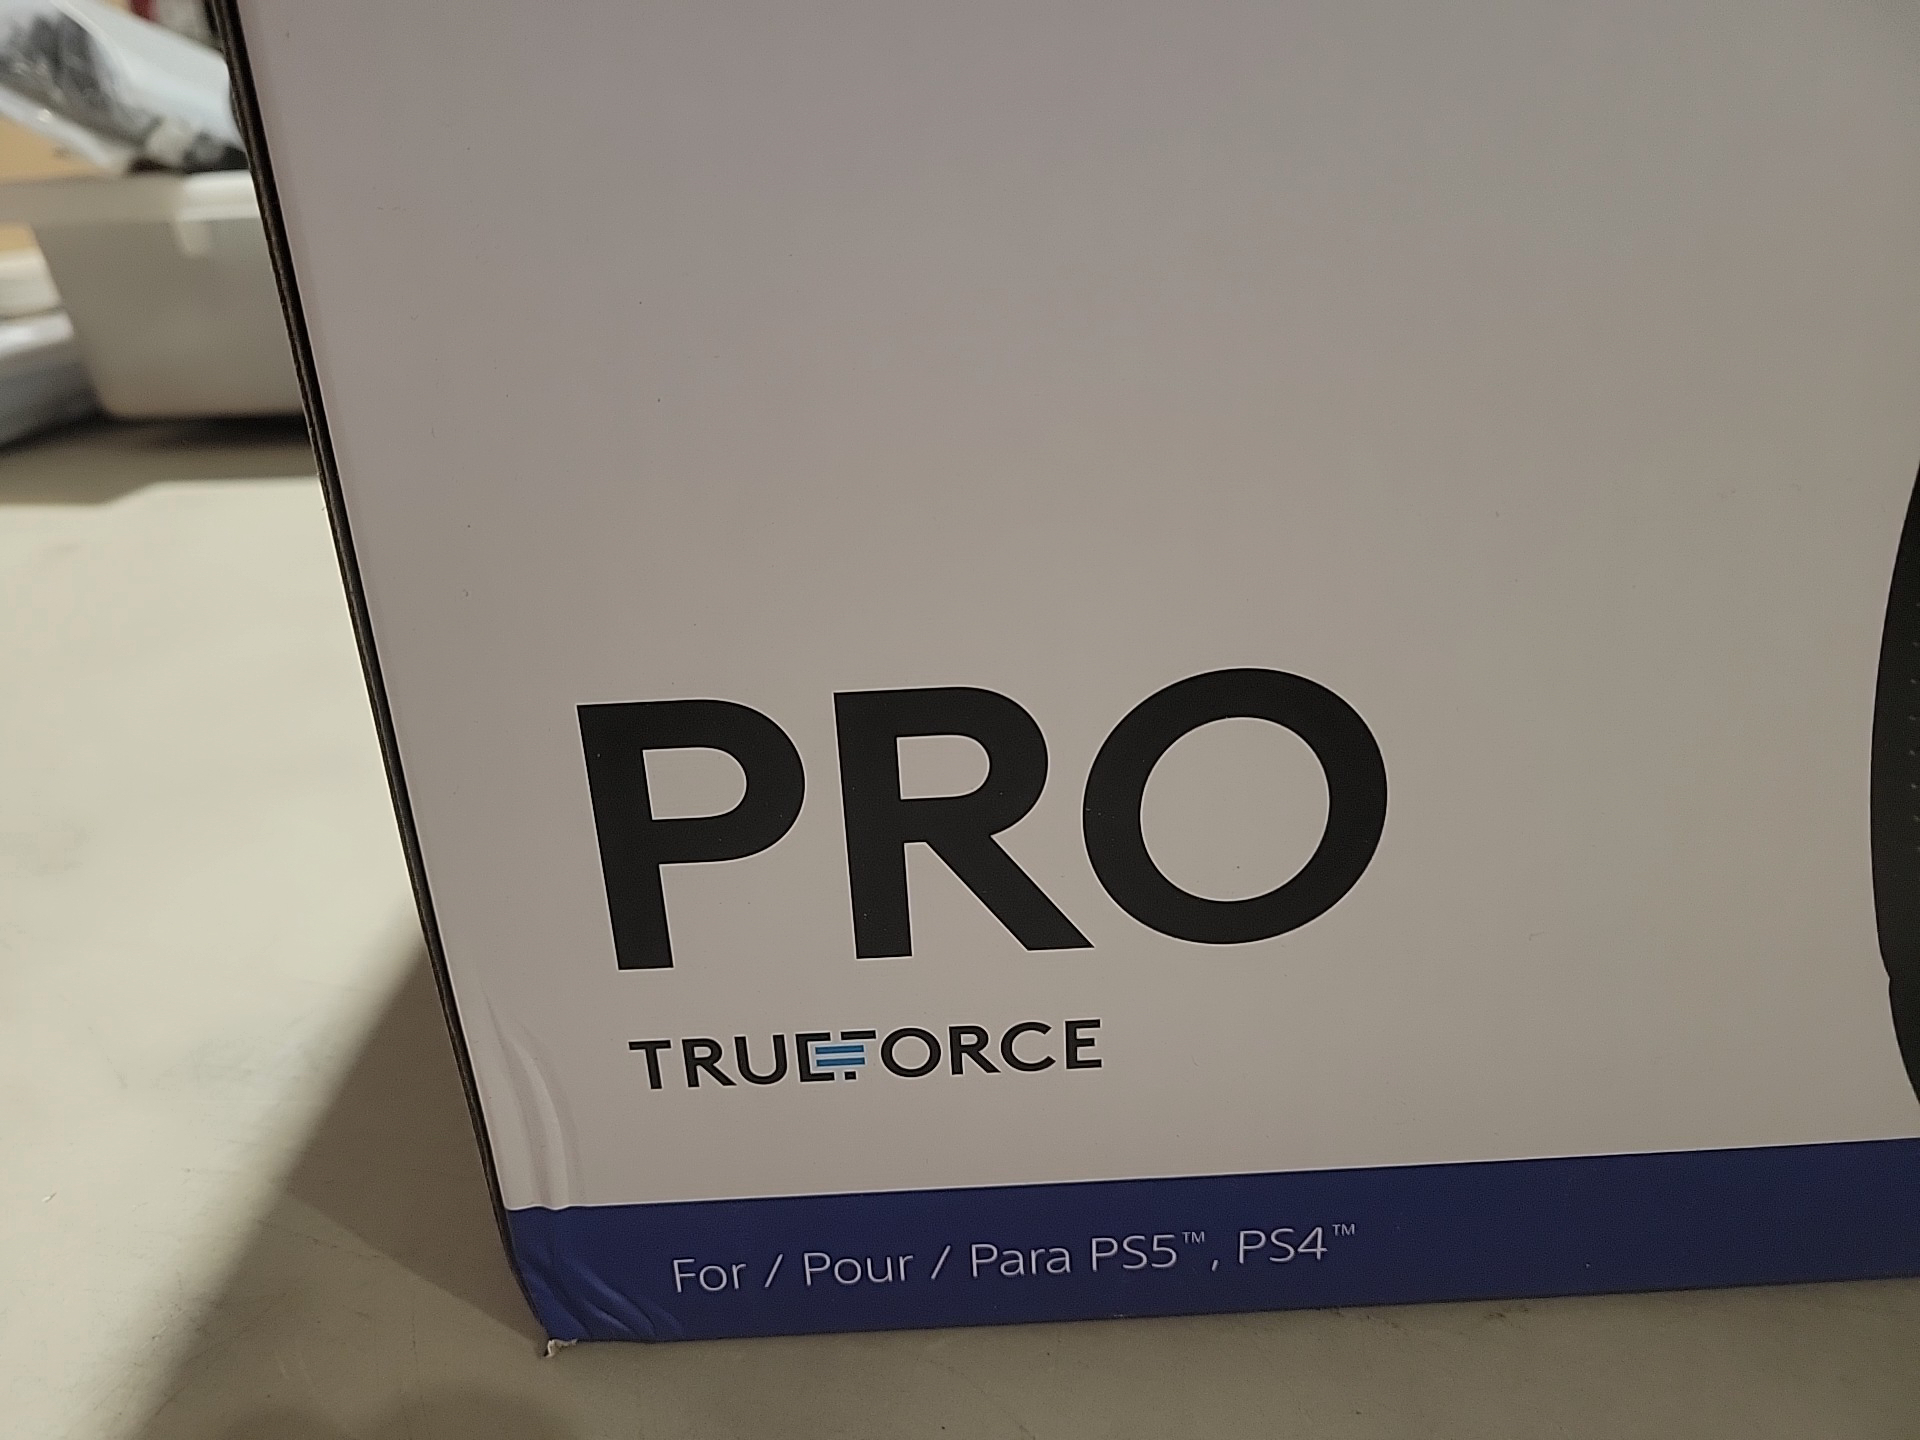 PRO
TRUEFORCE
For / Pour / Para PS5™, PS4™